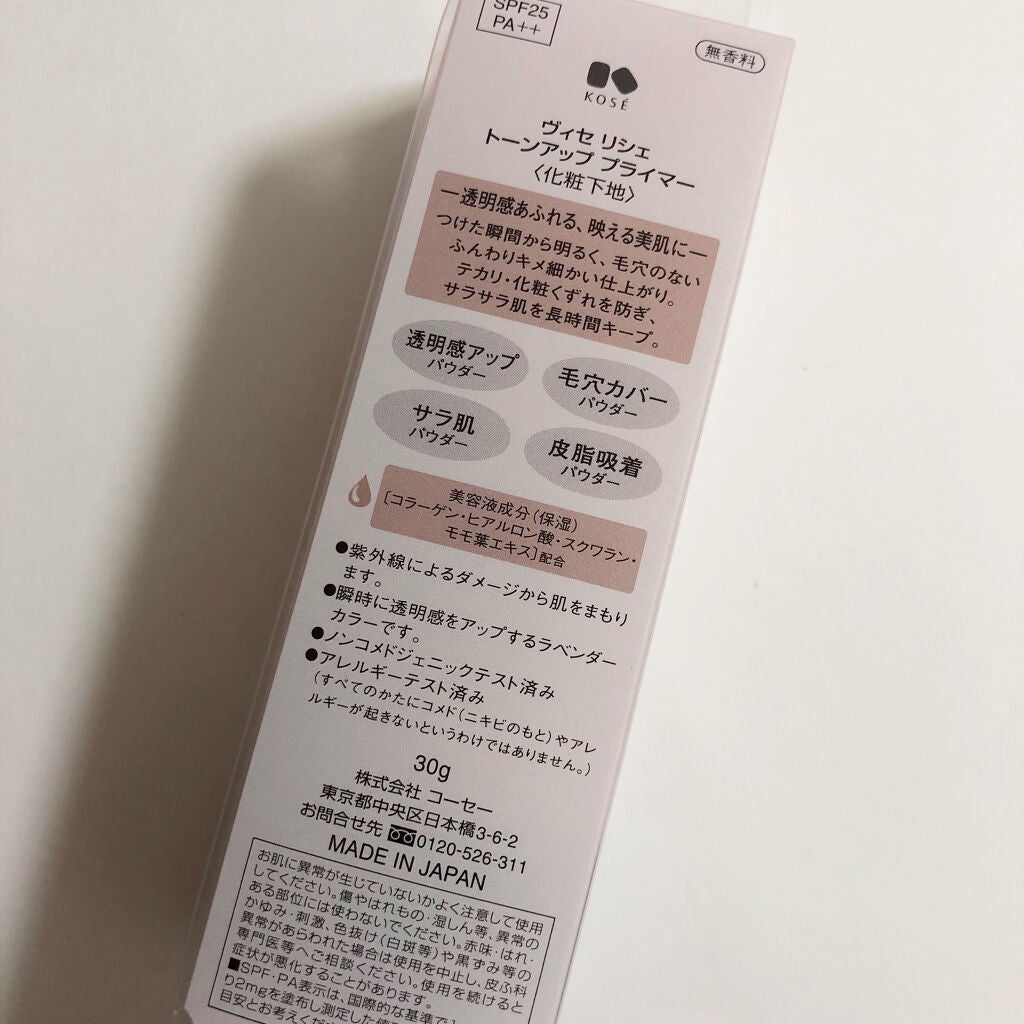 SPF25
PA++
無香料
KOSÉ
ヴィセ リシェ
トーンアップ プライマー
〈化粧下地〉
―透明感あふれる、映える美肌に―
つけた瞬間から明るく、毛穴のない
ふんわりキメ細かい仕上がり。
テカリ・化粧くずれを防ぎ、
サラサラ肌を長時間キープ。
透明感アップ
パウダー
毛穴カバー
パウダー
サラ肌
パウダー
皮脂吸着
パウダー
美容液成分(保湿)
[コラーゲン・ヒアルロン酸・スクワラン・
モモ葉エキス]配合
●紫外線によるダメージから肌をまもり
ます。
●瞬時に透明感をアップするラベンダー
カラーです。
●ノンコメドジェニックテスト済み
●アレルギーテスト済み
(すべてのかたにコメド(ニキビのもと)やアレ
ルギーが起きないというわけではありません。)
30g
株式会社 コーセー
東京都中央区日本橋3-6-2
お問合せ先 0120-526-311
MADE IN JAPAN
お肌に異常が生じていないかよく注意して使用
してください。傷やはれもの・湿しん等、異常の
ある部位には使わないでください。赤味・はれ・
かゆみ・刺激、色抜け(白斑等)や黒ずみ等の
異常があらわれた場合は使用を中止し、皮ふ科
専門医等へご相談ください。使用を続けると
症状が悪化することがあります。
■SPF・PA表示は、国際的な基準で
り2mgを塗布し測定した
目安とお考えくだ